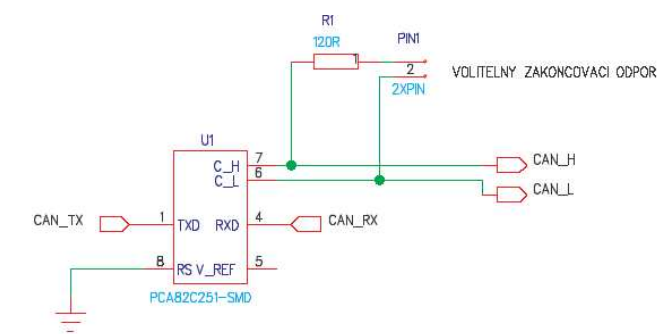 R1
120R
PIN1
1
2
2XPIN
VOLITELNY ZAKONCOVACI ODPOR
U1
C_H 7
C_L 6
CAN_H
CAN_L
CAN_TX 1 TXD RXD 4 CAN_RX
8 RS V_REF 5
PCA82C251-SMD